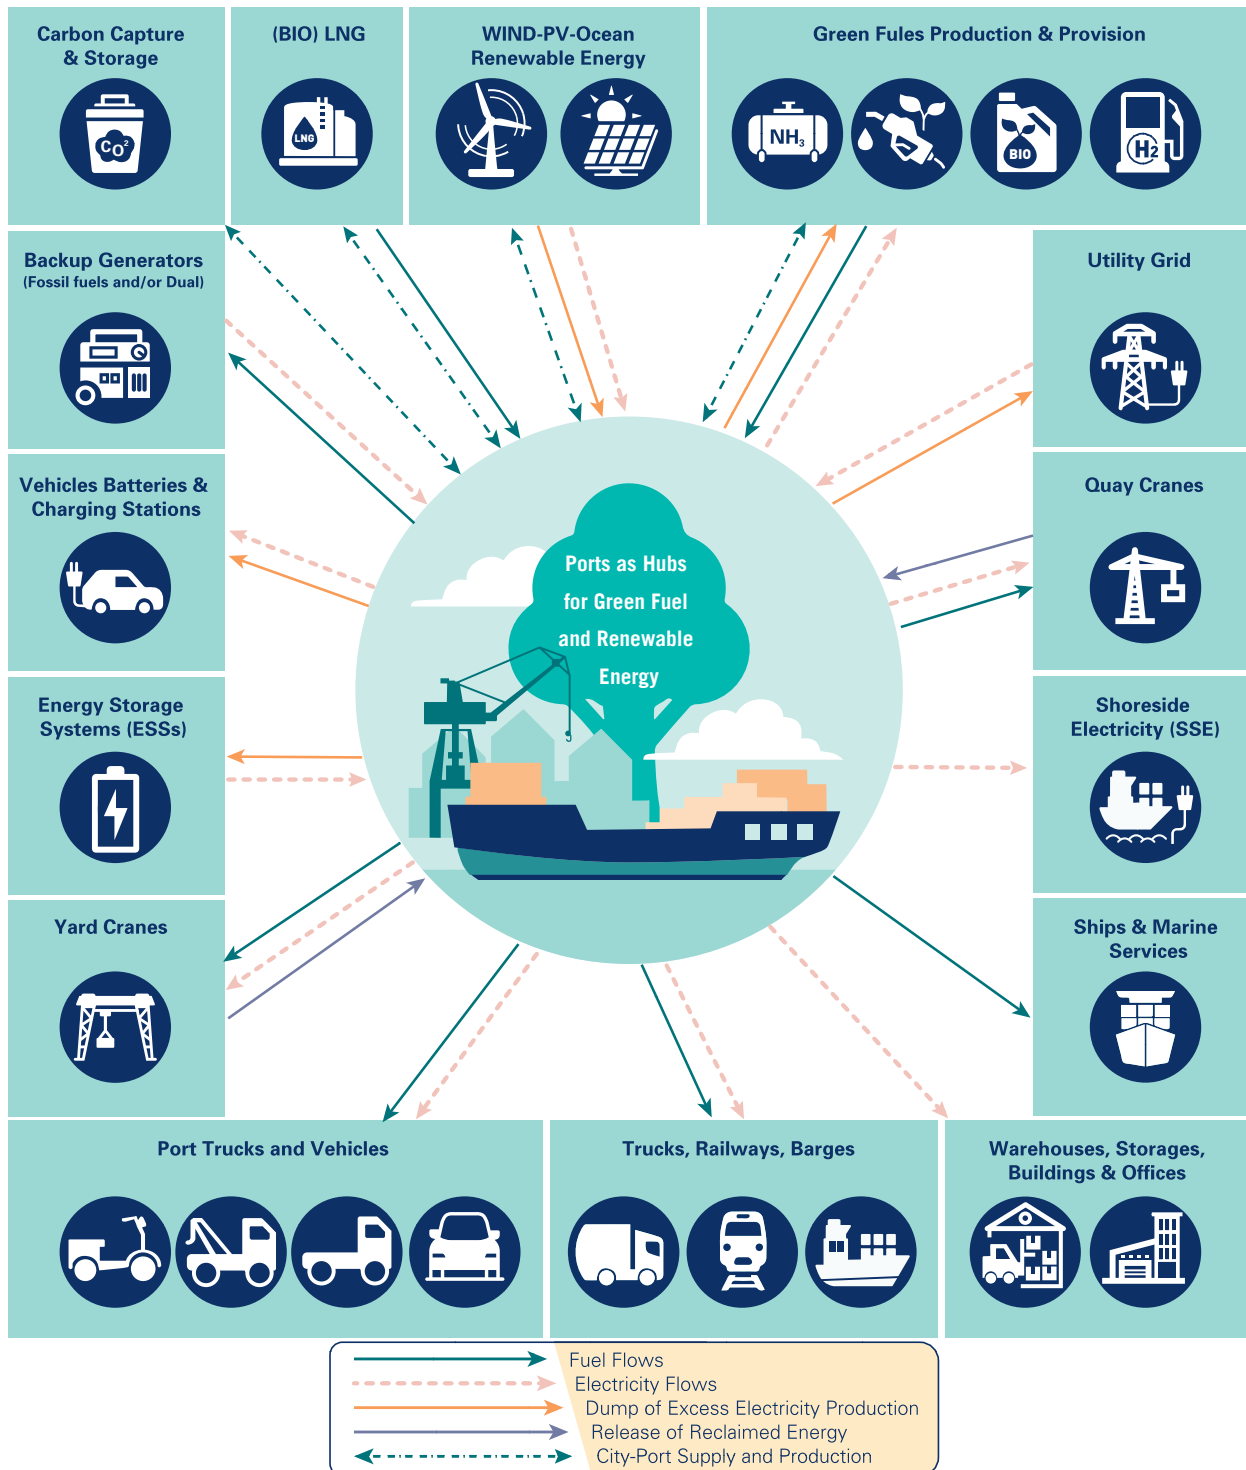 Carbon Capture
& Storage
CO2
(BIO) LNG
LNG
WIND-PV-Ocean
Renewable Energy
Green Fules Production & Provision
NH3
BIO
H2
Backup Generators
(Fossil fuels and/or Dual)
Utility Grid
Vehicles Batteries &
Charging Stations
Quay Cranes
Ports as Hubs
for Green Fuel
and Renewable
Energy
Energy Storage
Systems (ESSs)
Shoreside
Electricity (SSE)
Yard Cranes
Ships & Marine
Services
Port Trucks and Vehicles
Trucks, Railways, Barges
Warehouses, Storages,
Buildings & Offices
Fuel Flows
Electricity Flows
Dump of Excess Electricity Production
Release of Reclaimed Energy
City-Port Supply and Production